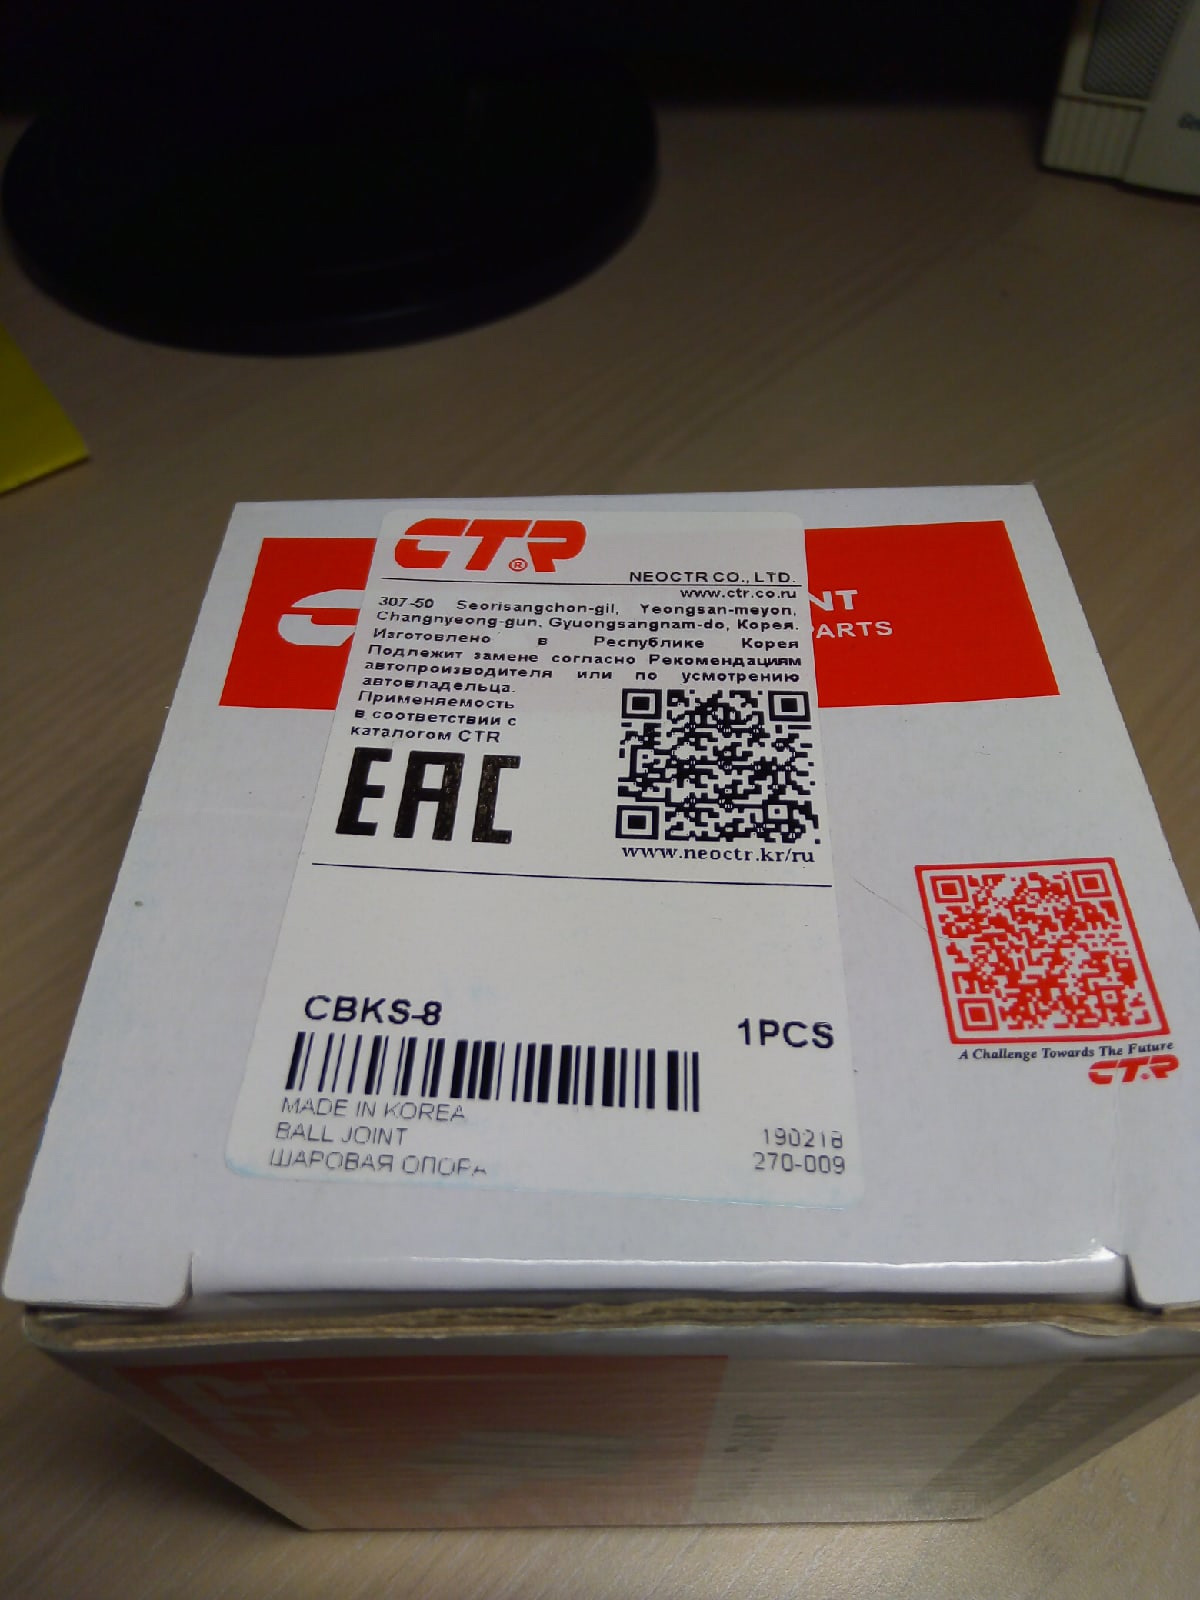 CTR®
NEOCTR CO., LTD.
www.ctr.co.ru
307-50 Seorisangchon-gil, Yeongsan-meyon,
Changnyeong-gun, Gyuongsangnam-do, Корея.
Изготовлено в Республике Корея
Подлежит замене согласно Рекомендациям
автопроизводителя или по усмотрению
автовладельца.
Применяемость
в соответствии с
каталогом CTR
EAC
www.neoctr.kr/ru
NT
PARTS
CBKS-8
1PCS
MADE IN KOREA
BALL JOINT
190218
ШАРОВАЯ ОПОРА
270-009
A Challenge Towards The Future
CTR